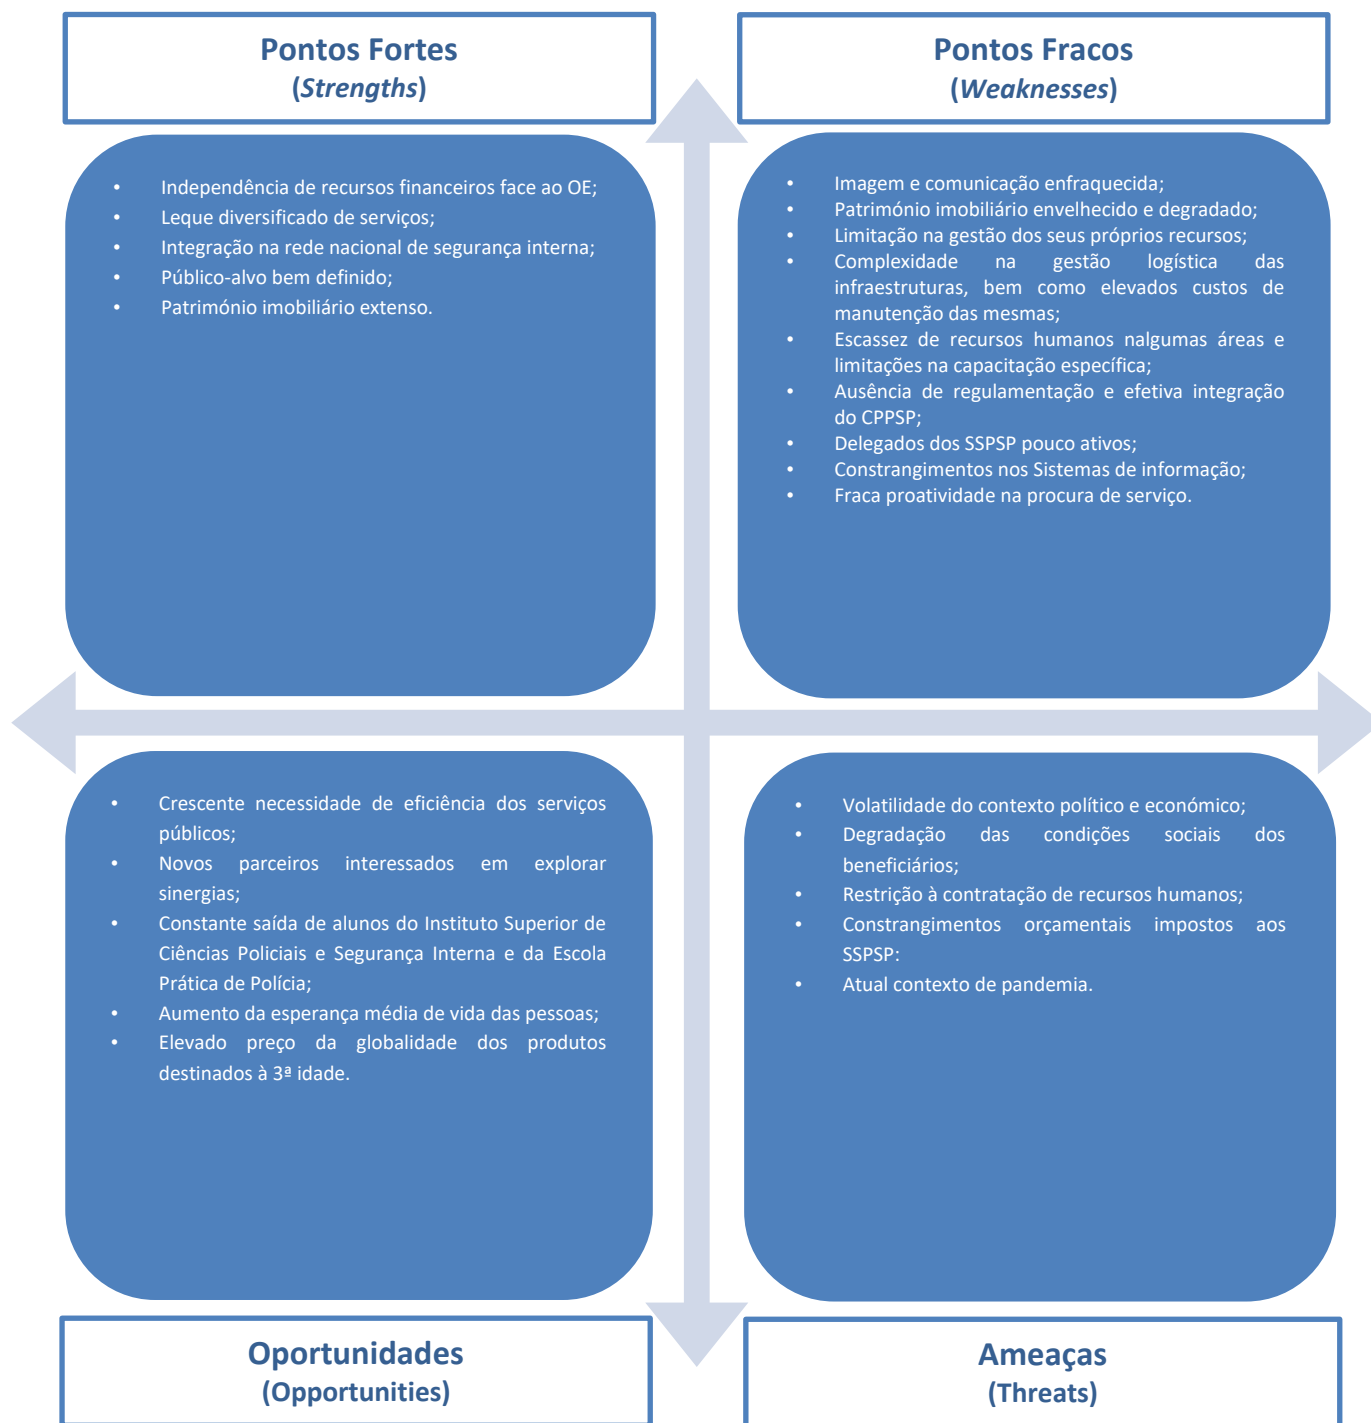 Pontos Fortes
(Strengths)
• Independência de recursos financeiros face ao OE;
• Leque diversificado de serviços;
• Integração na rede nacional de segurança interna;
• Público-alvo bem definido;
• Património imobiliário extenso.
Pontos Fracos
(Weaknesses)
• Imagem e comunicação enfraquecida;
• Património imobiliário envelhecido e degradado;
• Limitação na gestão dos seus próprios recursos;
• Complexidade na gestão logística das
infraestruturas, bem como elevados custos de
manutenção das mesmas;
• Escassez de recursos humanos nalgumas áreas e
limitações na capacitação específica;
• Ausência de regulamentação e efetiva integração
do CPPSP;
• Delegados dos SSPSP pouco ativos;
• Constrangimentos nos Sistemas de informação;
• Fraca proatividade na procura de serviço.
• Crescente necessidade de eficiência dos serviços
públicos;
• Novos parceiros interessados em explorar
sinergias;
• Constante saída de alunos do Instituto Superior de
Ciências Policiais e Segurança Interna e da Escola
Prática de Polícia;
• Aumento da esperança média de vida das pessoas;
• Elevado preço da globalidade dos produtos
destinados à 3ª idade.
Oportunidades
(Opportunities)
• Volatilidade do contexto político e económico;
• Degradação das condições sociais dos
beneficiários;
• Restrição à contratação de recursos humanos;
• Constrangimentos orçamentais impostos aos
SSPSP:
• Atual contexto de pandemia.
Ameaças
(Threats)